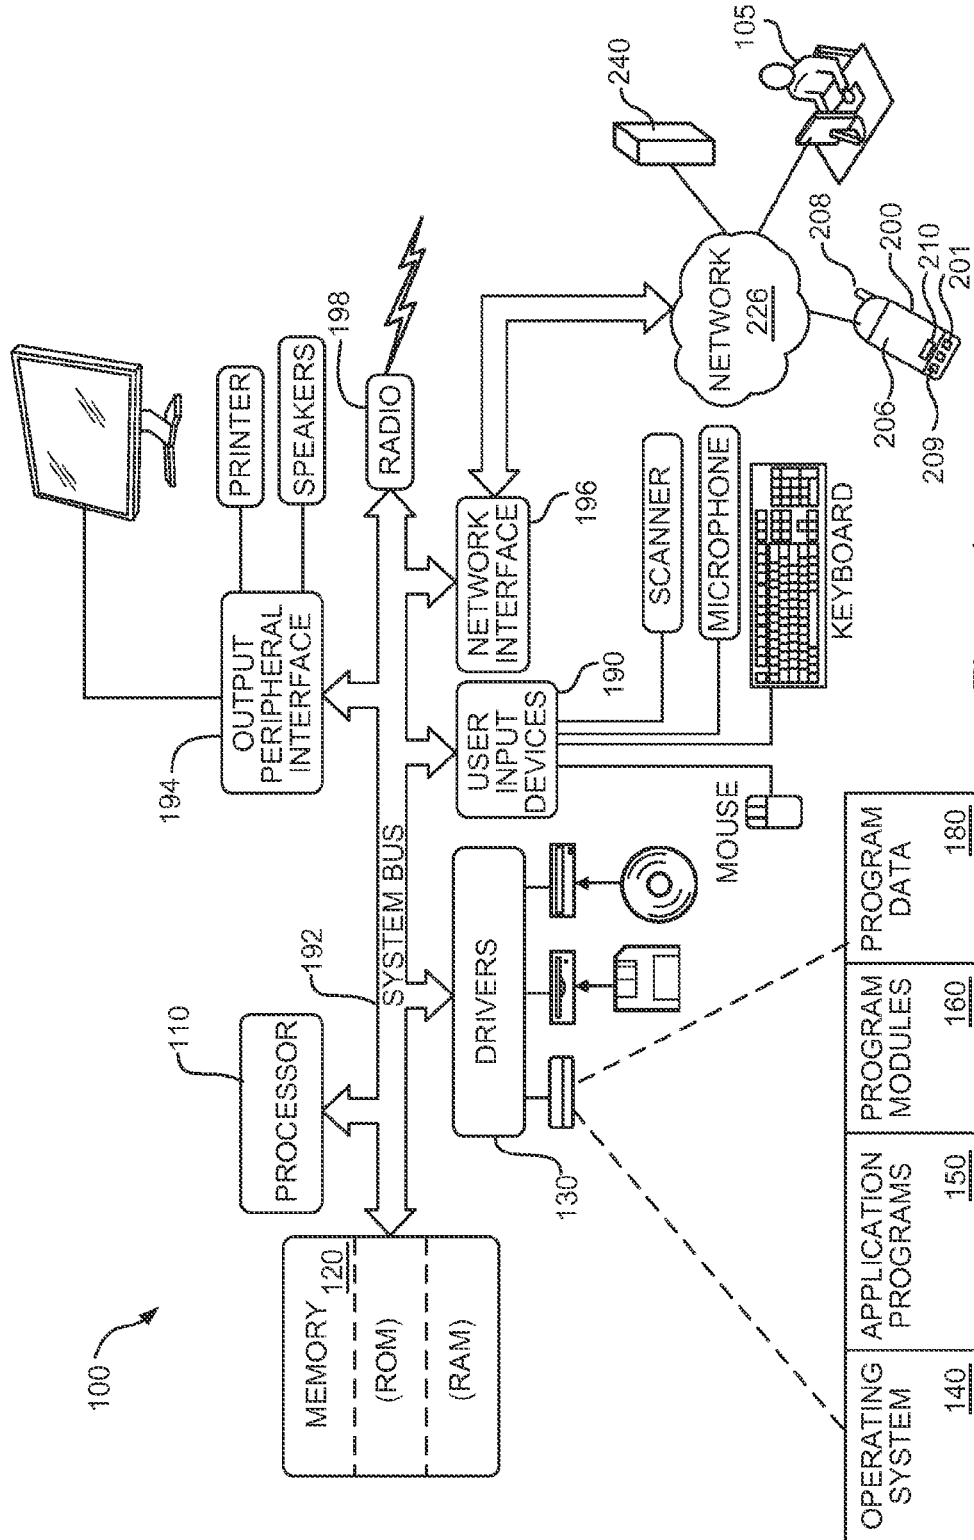 100
MEMORY
120
(ROM)
(RAM)
PROCESSOR
110
192
SYSTEM BUS
194
OUTPUT
PERIPHERAL
INTERFACE
PRINTER
SPEAKERS
198
RADIO
130
DRIVERS
USER
INPUT
DEVICES
190
NETWORK
INTERFACE
196
SCANNER
MICROPHONE
KEYBOARD
MOUSE
NETWORK
226
240
105
208
200
210
201
206
209
OPERATING
SYSTEM
140
APPLICATION
PROGRAMS
150
PROGRAM
MODULES
160
PROGRAM
DATA
180